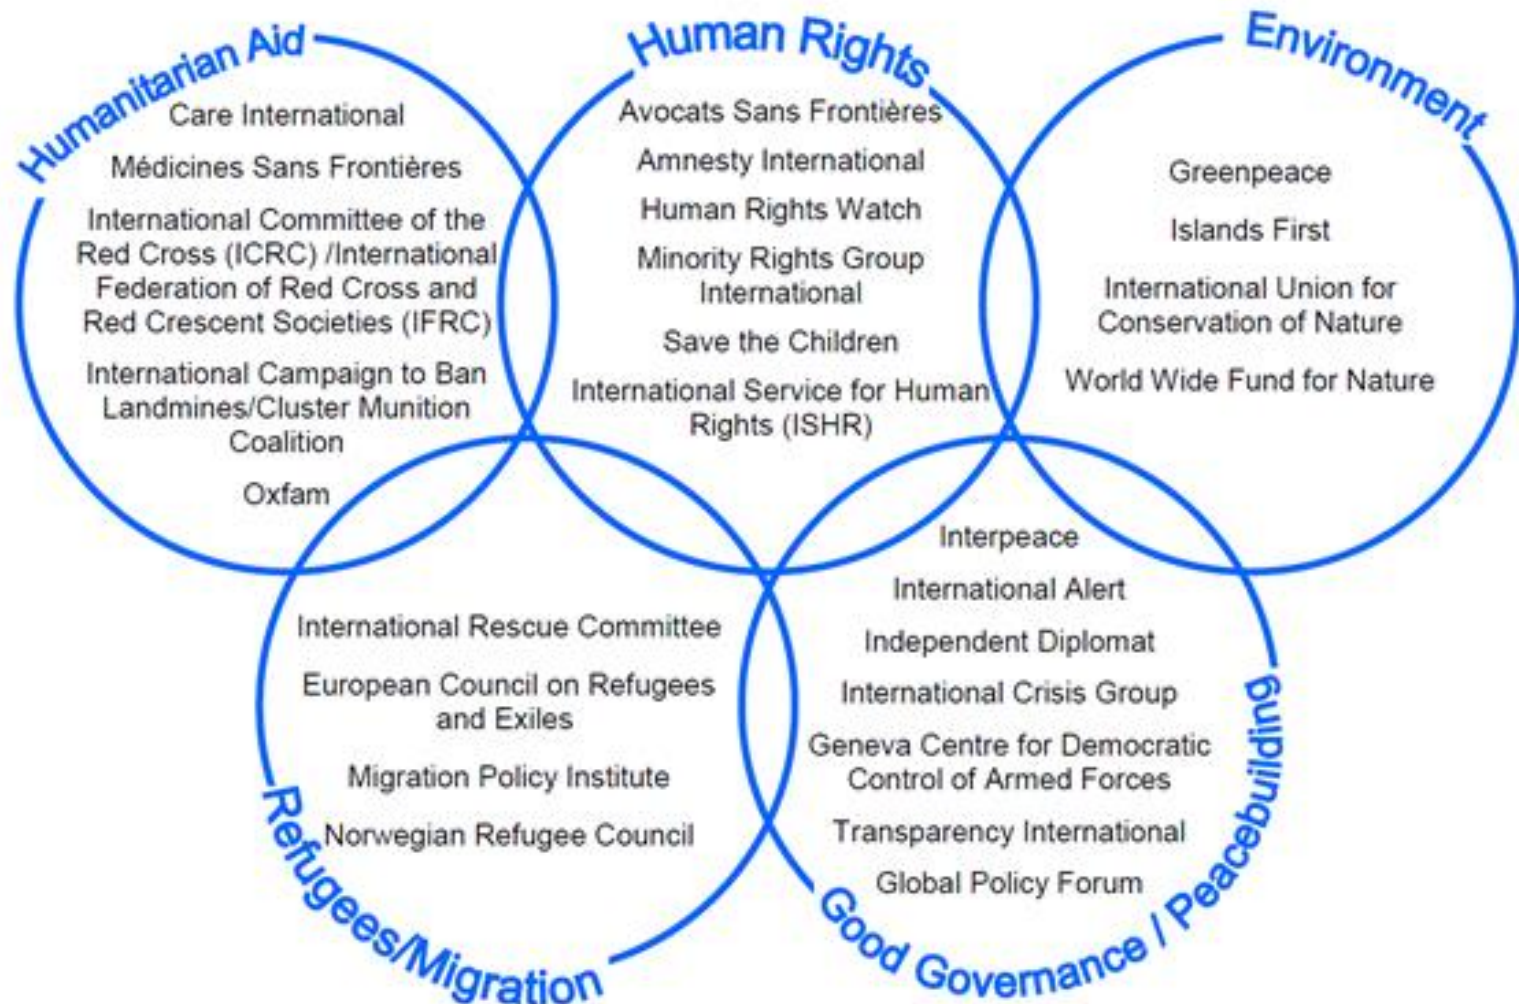 Humanitarian Aid
Care International
Médicines Sans Frontières
International Committee of the
Red Cross (ICRC) /International
Federation of Red Cross and
Red Crescent Societies (IFRC)
International Campaign to Ban
Landmines/Cluster Munition
Coalition
Oxfam
Human Rights
Avocats Sans Frontières
Amnesty International
Human Rights Watch
Minority Rights Group
International
Save the Children
International Service for Human
Rights (ISHR)
Environment
Greenpeace
Islands First
International Union for
Conservation of Nature
World Wide Fund for Nature
International Rescue Committee
European Council on Refugees
and Exiles
Migration Policy Institute
Norwegian Refugee Council
Refugees/Migration
Interpeace
International Alert
Independent Diplomat
International Crisis Group
Geneva Centre for Democratic
Control of Armed Forces
Transparency International
Global Policy Forum
Good Governance / Peacebuilding